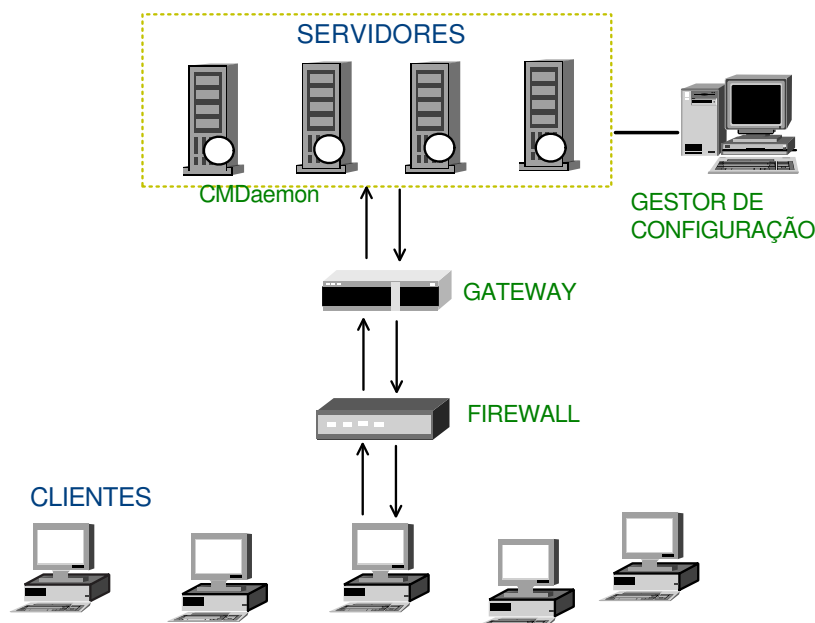 SERVIDORES
CMDaemon
GESTOR DE
CONFIGURAÇÃO
GATEWAY
FIREWALL
CLIENTES